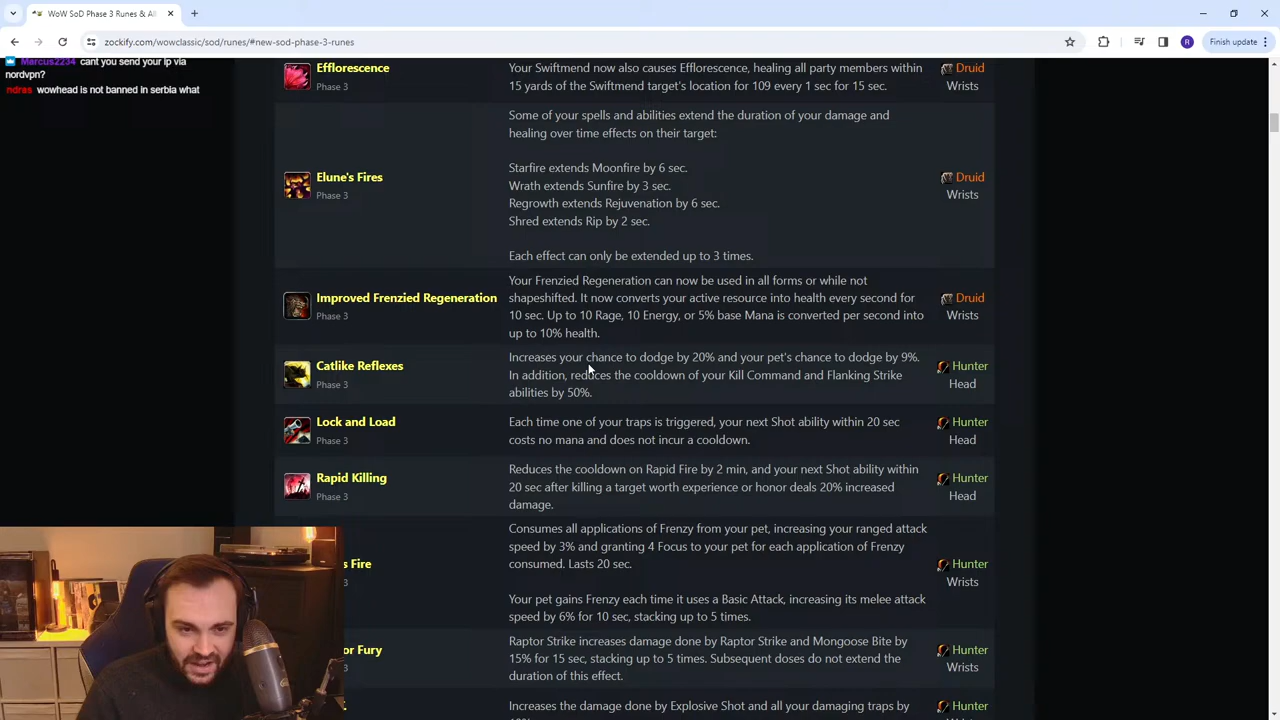 WoW SoD Phase 3 Runes & Al
zockify.com/wowclassic/sod/runes/#new-sod-phase-3-runes
R
Finish update
Marcus2234 cant you send your ip via
nordvpn?
ndras wowhead is not banned in serbia what
Efflorescence
Phase 3
Your Swiftmend now also causes Efflorescence, healing all party members within
15 yards of the Swiftmend target's location for 109 every 1 sec for 15 sec.
Druid
Wrists
Elune's Fires
Phase 3
Some of your spells and abilities extend the duration of your damage and
healing over time effects on their target:
Starfire extends Moonfire by 6 sec.
Wrath extends Sunfire by 3 sec.
Regrowth extends Rejuvenation by 6 sec.
Shred extends Rip by 2 sec.
Each effect can only be extended up to 3 times.
Druid
Wrists
Improved Frenzied Regeneration
Phase 3
Your Frenzied Regeneration can now be used in all forms or while not
shapeshifted. It now converts your active resource into health every second for
10 sec. Up to 10 Rage, 10 Energy, or 5% base Mana is converted per second into
up to 10% health.
Druid
Wrists
Catlike Reflexes
Phase 3
Increases your chance to dodge by 20% and your pet's chance to dodge by 9%.
In addition, reduces the cooldown of your Kill Command and Flanking Strike
abilities by 50%.
Hunter
Head
Lock and Load
Phase 3
Each time one of your traps is triggered, your next Shot ability within 20 sec
costs no mana and does not incur a cooldown.
Hunter
Head
Rapid Killing
Phase 3
Reduces the cooldown on Rapid Fire by 2 min, and your next Shot ability within
20 sec after killing a target worth experience or honor deals 20% increased
damage.
Hunter
Head
s Fire
3
Consumes all applications of Frenzy from your pet, increasing your ranged attack
speed by 3% and granting 4 Focus to your pet for each application of Frenzy
consumed. Lasts 20 sec.
Your pet gains Frenzy each time it uses a Basic Attack, increasing its melee attack
speed by 6% for 10 sec, stacking up to 5 times.
Hunter
Wrists
or Fury
3
Raptor Strike increases damage done by Raptor Strike and Mongoose Bite by
15% for 15 sec, stacking up to 5 times. Subsequent doses do not extend the
duration of this effect.
Hunter
Wrists
Increases the damage done by Explosive Shot and all your damaging traps by
Hunter